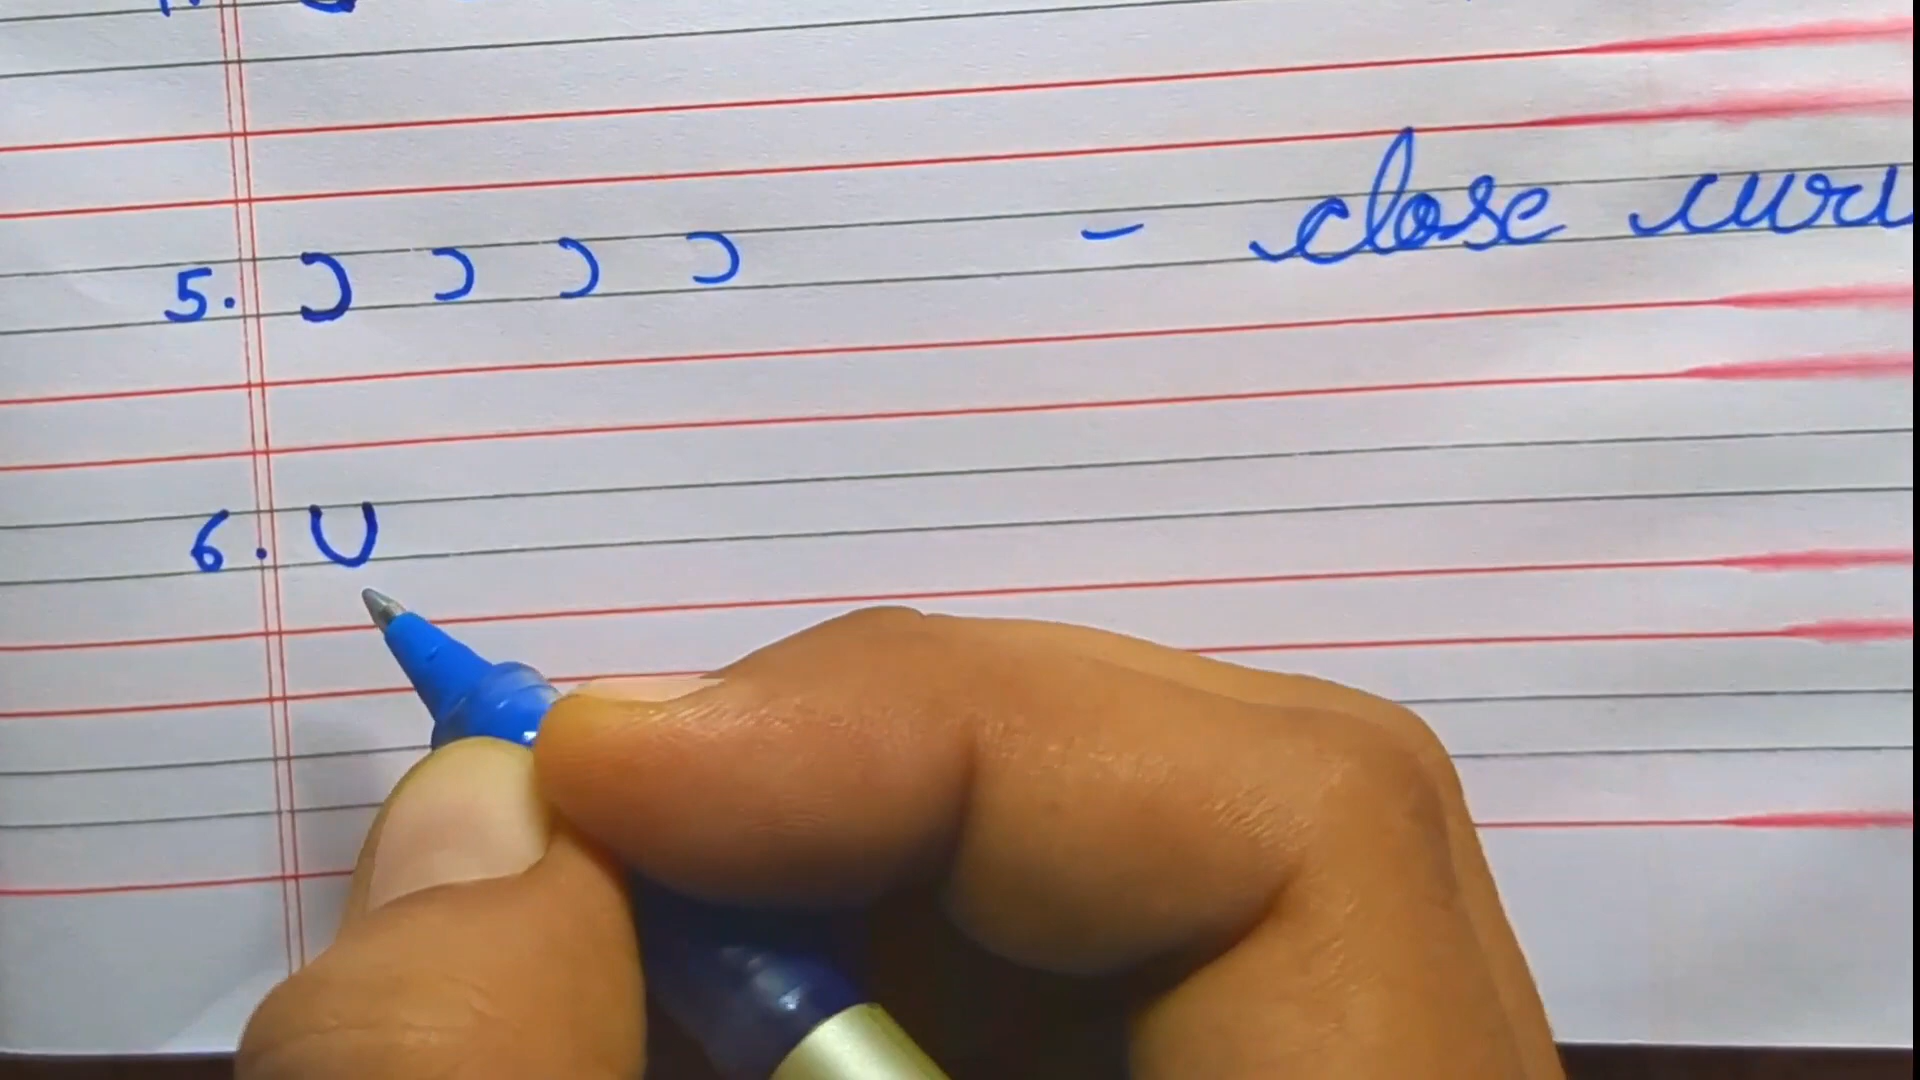 5. ɔ ɔ ɔ ɔ - close
6. U